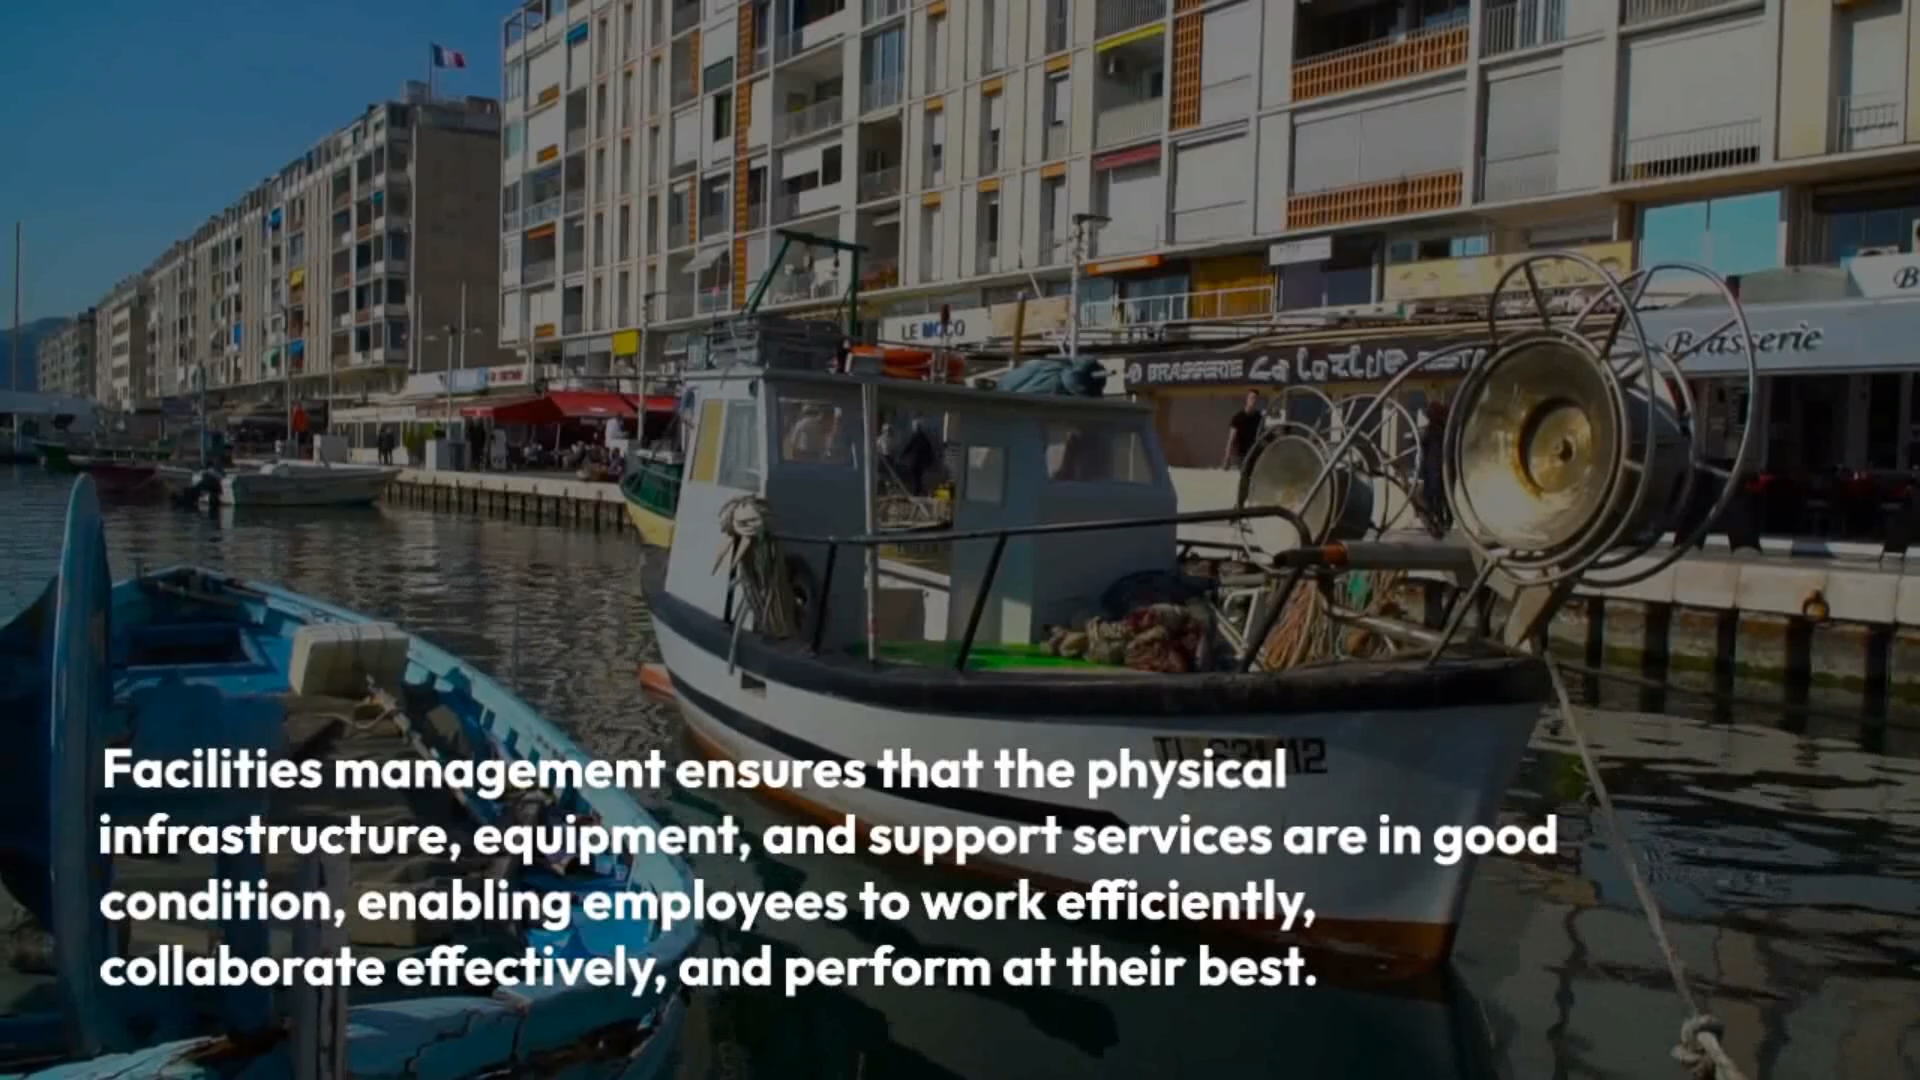 LE MOCO
BRASSERIE
Brasserie
B
Facilities management ensures that the physical
infrastructure, equipment, and support services are in good
condition, enabling employees to work efficiently,
collaborate effectively, and perform at their best.